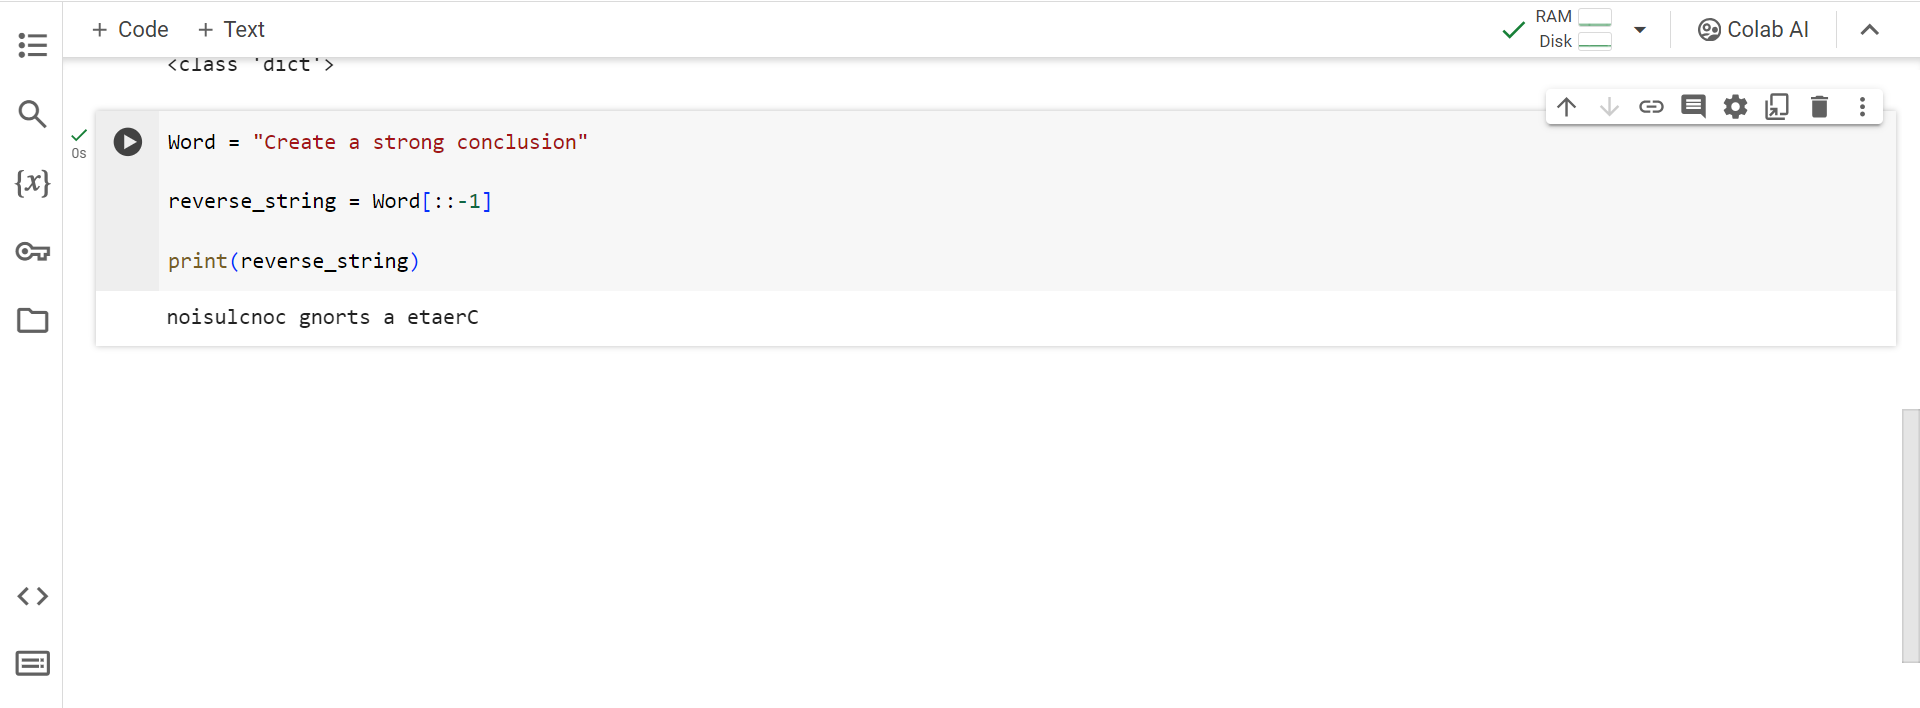 + Code + Text
RAM
Disk
Colab AI
<class 'dict'>
0s
Word = "Create a strong conclusion"
reverse_string = Word[::-1]
print(reverse_string)
noisulcnoc gnorts a etaerC
{x}